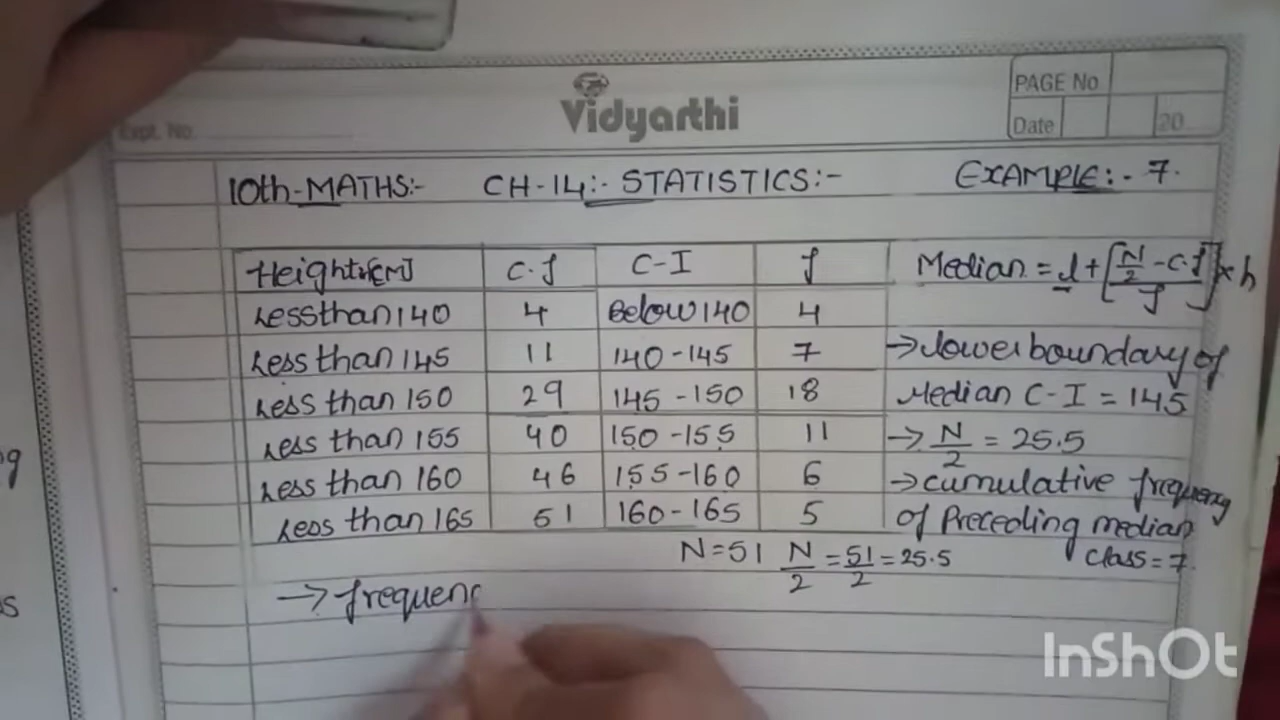 PAGE No
Expt. No.
Vidyarthi
Date 20
10th-MATHS:- CH-14:- STATISTICS:- EXAMPLE:- 7.
Height[CM] C.f C-I f Median = l + [N/2 - C.f / f] × h
Less than 140 4 Below 140 4
Less than 145 11 140-145 7 → lower boundary of
Less than 150 29 145-150 18 Median C-I = 145
Less than 155 40 150-155 11 → N/2 = 25.5
Less than 160 46 155-160 6 → cumulative frequency
Less than 165 51 160-165 5 of Preceding median
N=51 N/2 = 51/2 = 25.5 class = 7
→ frequenc
InShOt